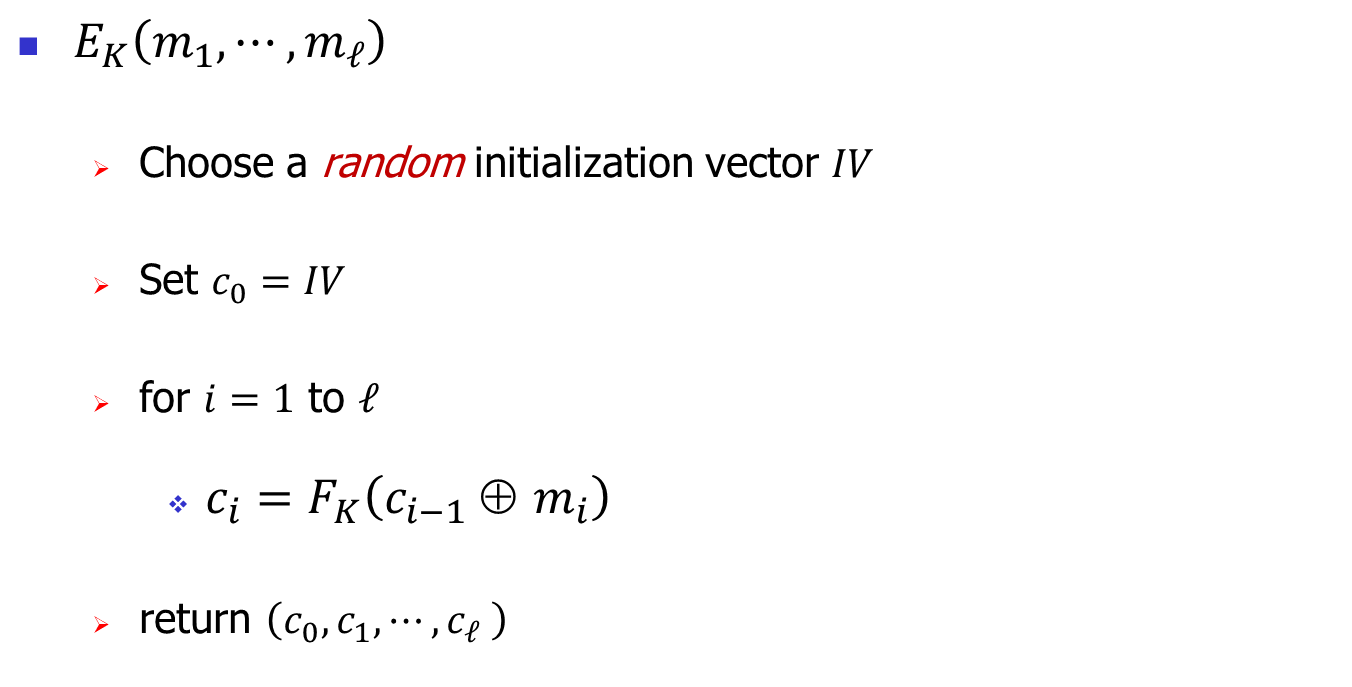 ■ E_K(m_1, ⋯, m_ℓ)
➢ Choose a random initialization vector IV
➢ Set c_0 = IV
➢ for i = 1 to ℓ
❖ c_i = F_K(c_{i−1} ⊕ m_i)
➢ return (c_0, c_1, ⋯, c_ℓ )